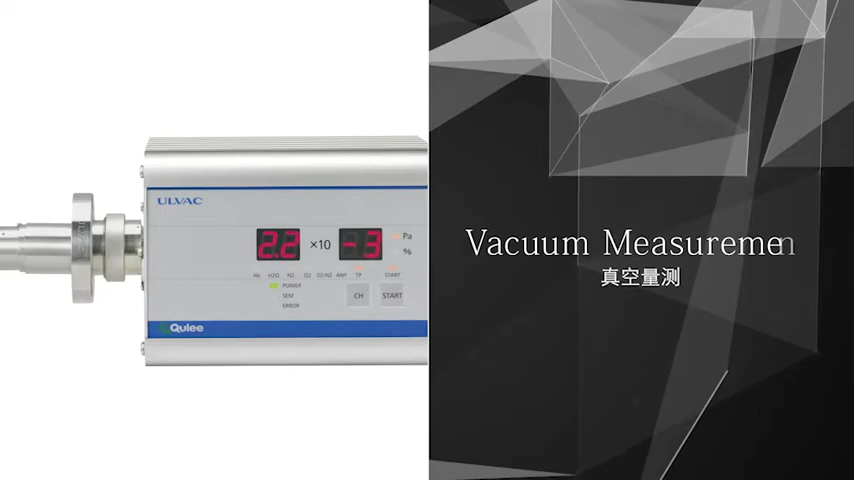 ULVAC
2.2 ×10 -3 Pa
%
He H2O N2 O2 O2/N2 ANY TP START
POWER
SEM
ERROR
CH START
Qulee
Vacuum Measuremen
真空量测